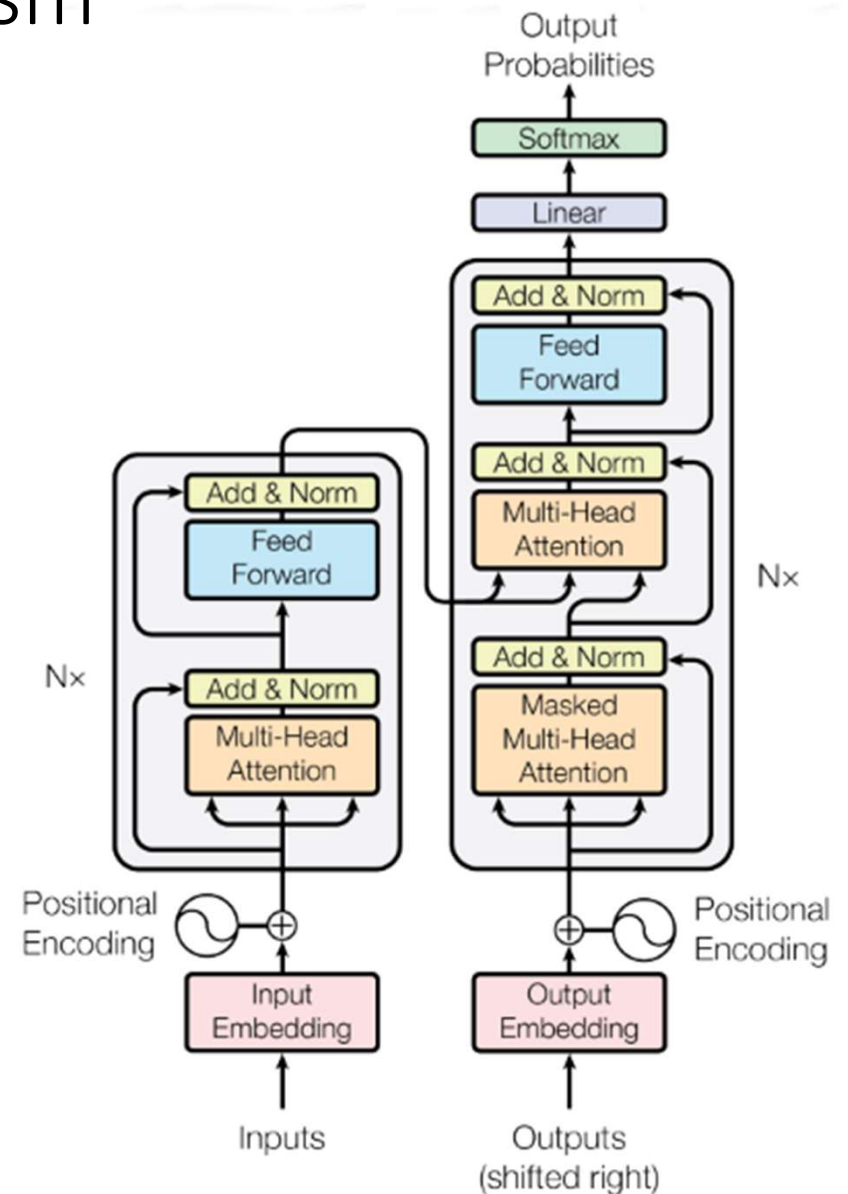 sm
Output
Probabilities
Softmax
Linear
Add & Norm
Feed
Forward
Add & Norm
Multi-Head
Attention
Nx
Add & Norm
Masked
Multi-Head
Attention
Add & Norm
Feed
Forward
Nx
Add & Norm
Multi-Head
Attention
Positional
Encoding
Positional
Encoding
Input
Embedding
Output
Embedding
Inputs
Outputs
(shifted right)